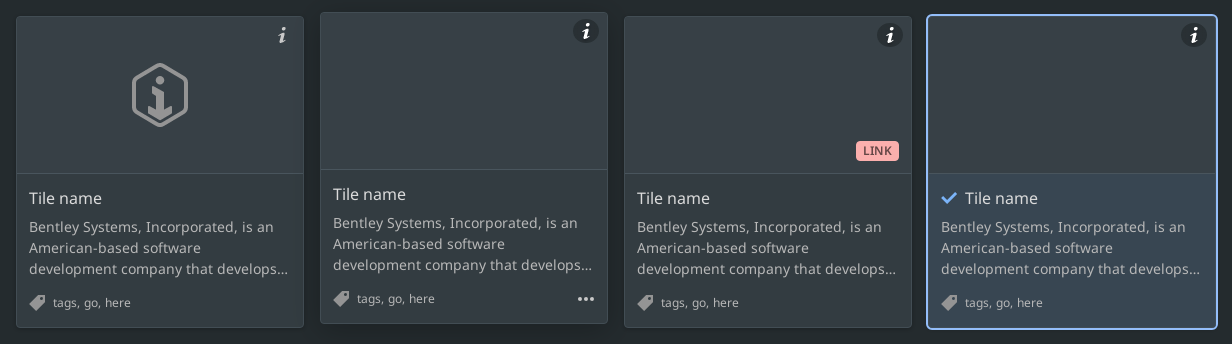 LINK
Tile name
Bentley Systems, Incorporated, is an
American-based software
development company that develops...
tags, go, here
Tile name
Bentley Systems, Incorporated, is an
American-based software
development company that develops...
tags, go, here
Tile name
Bentley Systems, Incorporated, is an
American-based software
development company that develops...
tags, go, here
Tile name
Bentley Systems, Incorporated, is an
American-based software
development company that develops...
tags, go, here